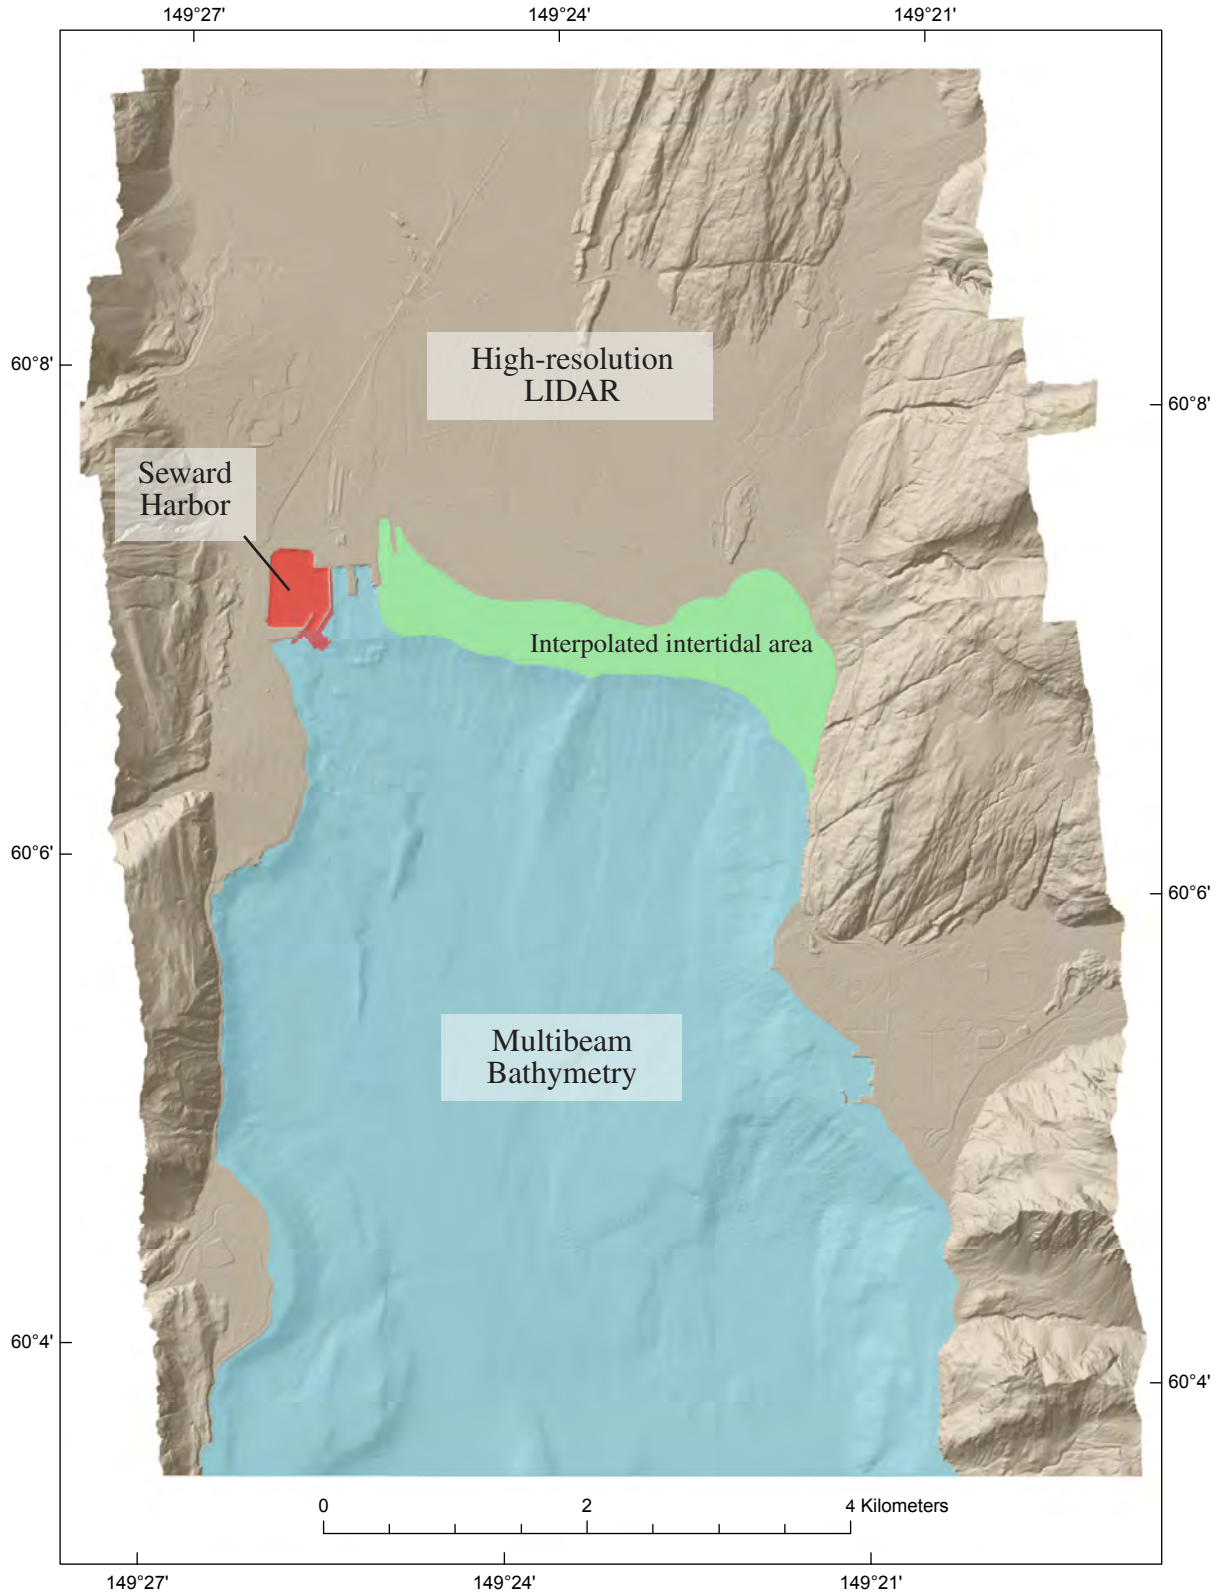 149°27'
149°24'
149°21'
60°8'
High-resolution
LIDAR
60°8'
Seward
Harbor
Interpolated intertidal area
60°6'
60°6'
Multibeam
Bathymetry
60°4'
60°4'
0
2
4 Kilometers
149°27'
149°24'
149°21'